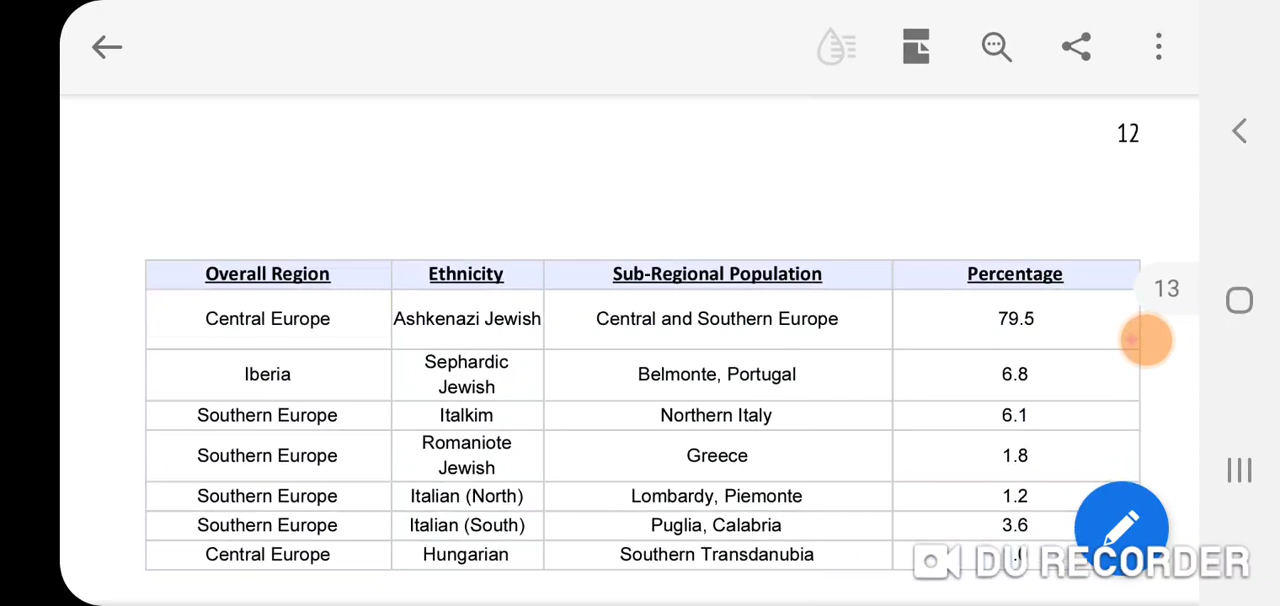 12
13
Overall Region Ethnicity Sub-Regional Population Percentage
Central Europe Ashkenazi Jewish Central and Southern Europe 79.5
Iberia Sephardic Jewish Belmonte, Portugal 6.8
Southern Europe Italkim Northern Italy 6.1
Southern Europe Romaniote Jewish Greece 1.8
Southern Europe Italian (North) Lombardy, Piemonte 1.2
Southern Europe Italian (South) Puglia, Calabria 3.6
Central Europe Hungarian Southern Transdanubia
DU RECORDER